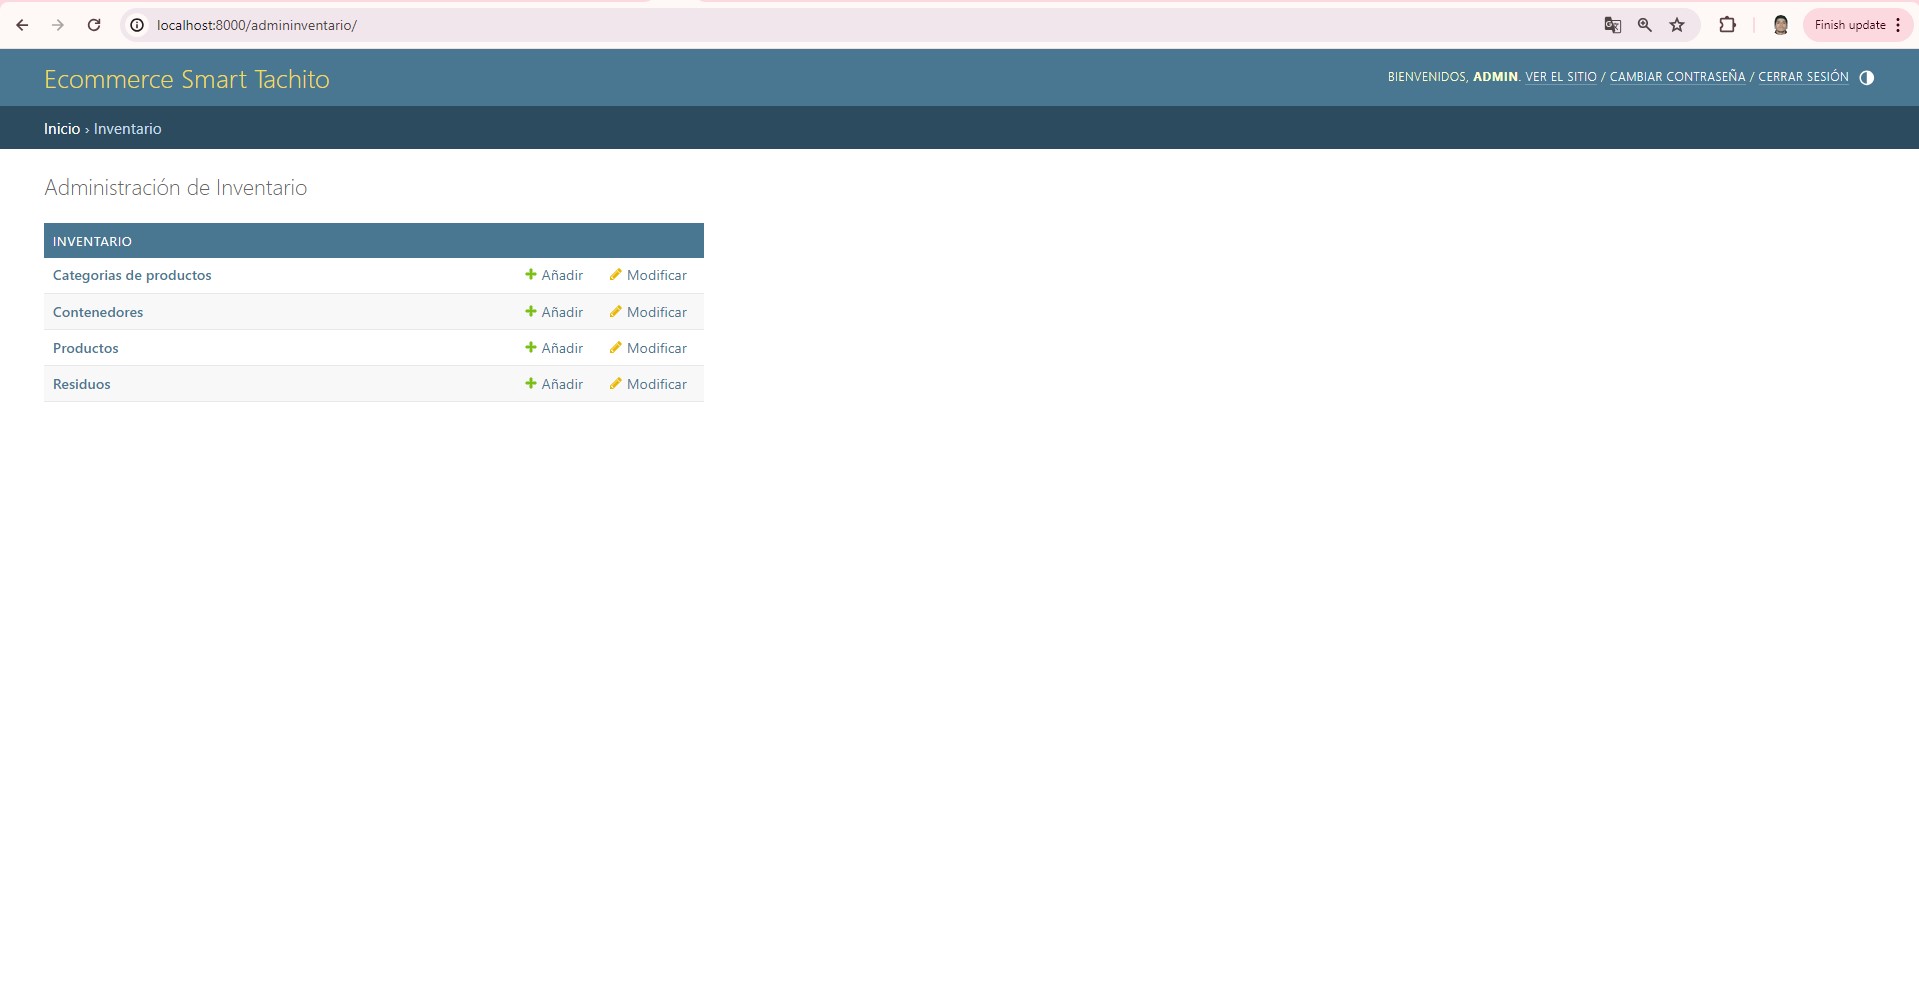 localhost:8000/admininventario/
Finish update
Ecommerce Smart Tachito
BIENVENIDOS, ADMIN. VER EL SITIO / CAMBIAR CONTRASEÑA / CERRAR SESIÓN
Inicio › Inventario
Administración de Inventario
INVENTARIO
Categorias de productos Añadir Modificar
Contenedores Añadir Modificar
Productos Añadir Modificar
Residuos Añadir Modificar